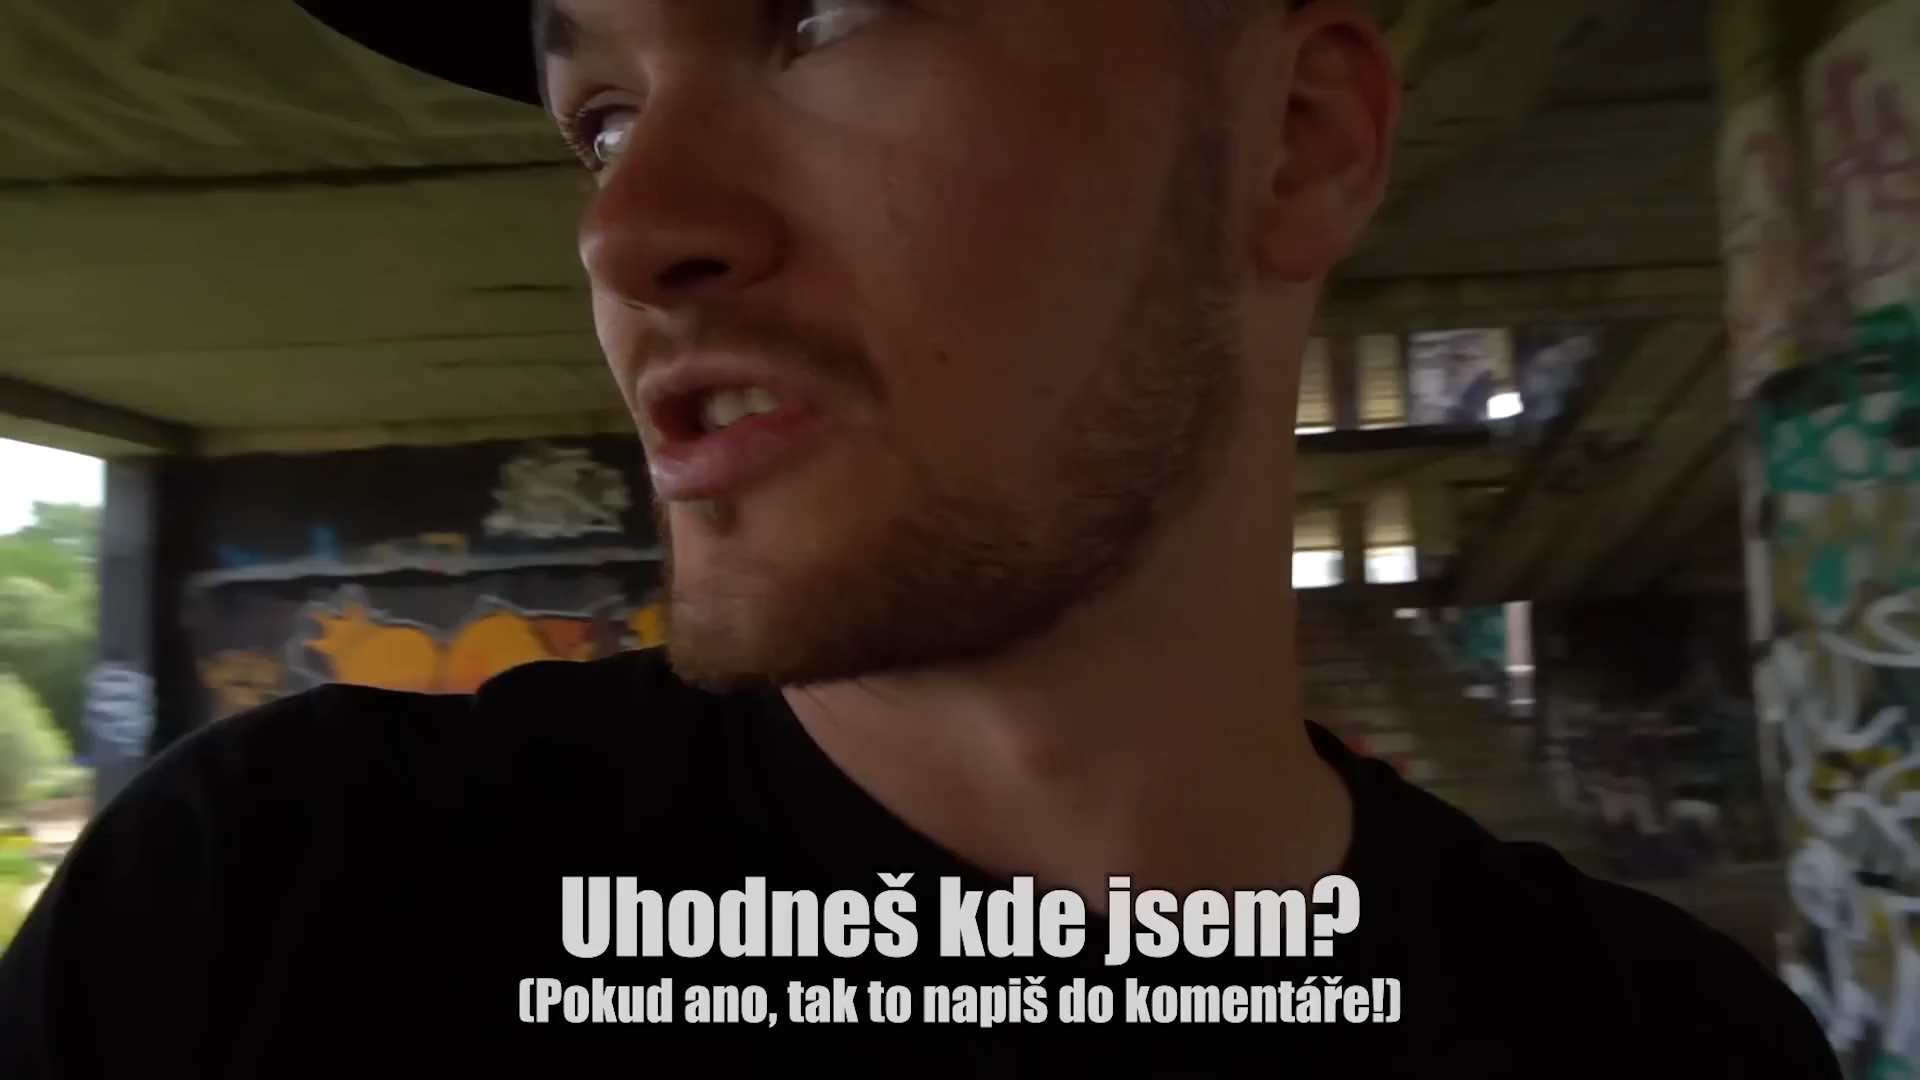 Uhodneš kde jsem?
(Pokud ano, tak to napiš do komentáře!)